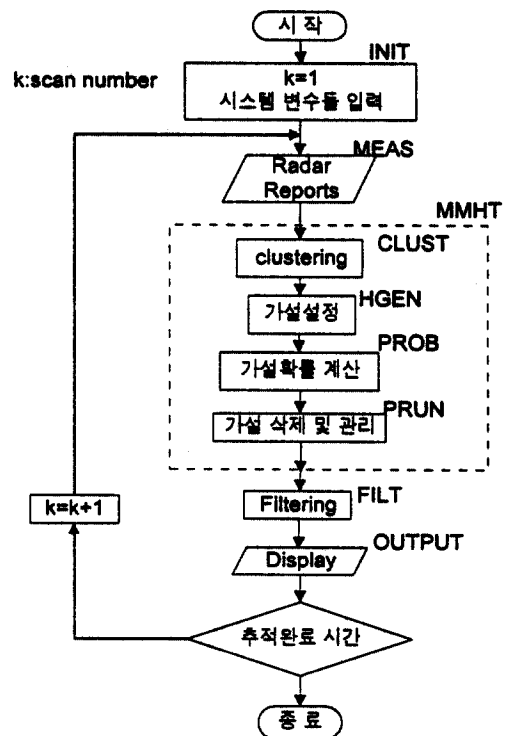 시 작
INIT
k:scan number
k=1
시스템 변수들 입력
MEAS
Radar
Reports
MMHT
CLUST
clustering
HGEN
가설설정
PROB
가설확률 계산
PRUN
가설 삭제 및 관리
k=k+1
Filtering
FILT
OUTPUT
Display
추적완료 시간
종 료